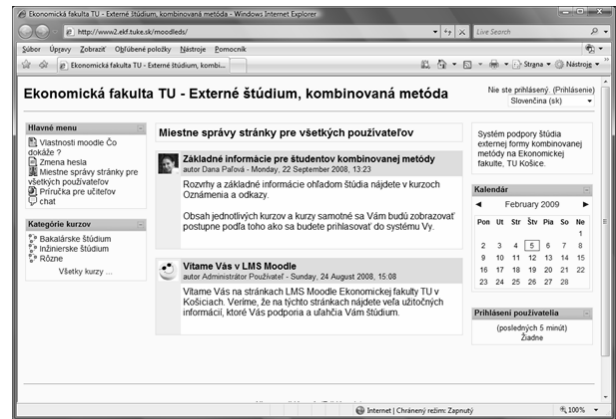 Ekonomická fakulta TU - Externé štúdium, kombinovaná metóda - Windows Internet Explorer
http://www2.ekf.tuke.sk/moodleds/
Live Search
Súbor Úpravy Zobraziť Obľúbené položky Nástroje Pomocník
Ekonomická fakulta TU - Externé štúdium, kombi...
Strana
Nástroje
Ekonomická fakulta TU - Externé štúdium, kombinovaná metóda
Nie ste prihlásený. (Prihlásenie)
Slovenčina (sk)
Hlavné menu
Vlastnosti moodle Čo
dokáže ?
Zmena hesla
Miestne správy stránky pre
všetkých používateľov
Príručka pre učiteľov
chat
Kategórie kurzov
Bakalárske štúdium
Inžinierske štúdium
Rôzne
Všetky kurzy ...
Miestne správy stránky pre všetkých používateľov
Základné informácie pre študentov kombinovanej metódy
autor Dana Paľová - Monday, 22 September 2008, 13:23
Rozvrhy a základné informácie ohľadom štúdia nájdete v kurzoch
Oznámenia a odkazy.
Obsah jednotlivých kurzov a kurzy samotné sa Vám budú zobrazovať
postupne podľa toho ako sa budete prihlasovať do systému Vy.
Vítame Vás v LMS Moodle
autor Administrátor Používateľ - Sunday, 24 August 2008, 15:08
Vítame Vás na stránkach LMS Moodle Ekonomickej fakulty TU v
Košiciach. Veríme, že na týchto stránkach nájdete veľa užitočných
informácií, ktoré Vás podporia a uľahčia Vám štúdium.
Systém podpory štúdia
externej formy kombinovanej
metódy na Ekonomickej
fakulte, TU Košice.
Kalendár
February 2009
Pon Ut Str Štv Pia So Ne
1
2 3 4 5 6 7 8
9 10 11 12 13 14 15
16 17 18 19 20 21 22
23 24 25 26 27 28
Prihlásení používatelia
(posledných 5 minút)
Žiadne
Internet | Chránený režim: Zapnutý
100%